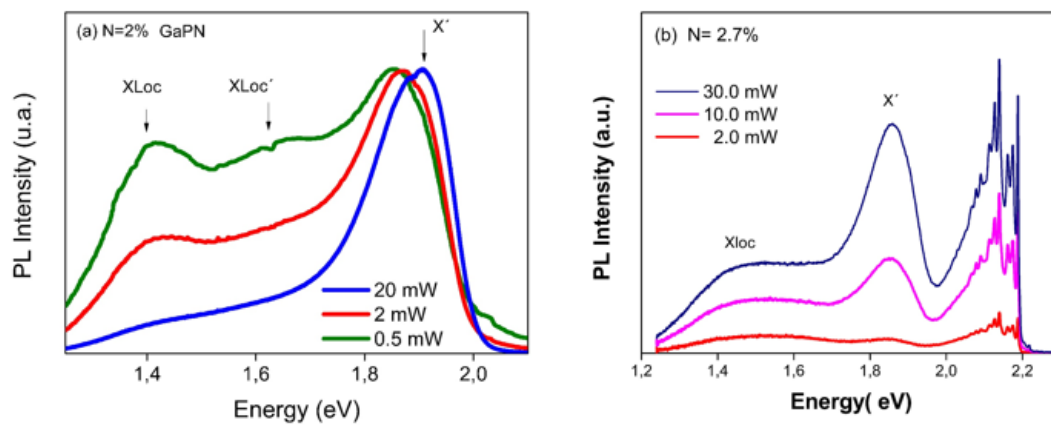 (a) N=2% GaPN
X´
XLoc
XLoc´
20 mW
2 mW
0.5 mW
PL Intensity (u.a.)
1,4
1,6
1,8
2,0
Energy (eV)
(b) N= 2.7%
30.0 mW
10.0 mW
2.0 mW
X´
Xloc
PL Intensity (a.u.)
1,2
1,4
1,6
1,8
2,0
2,2
Energy( eV)